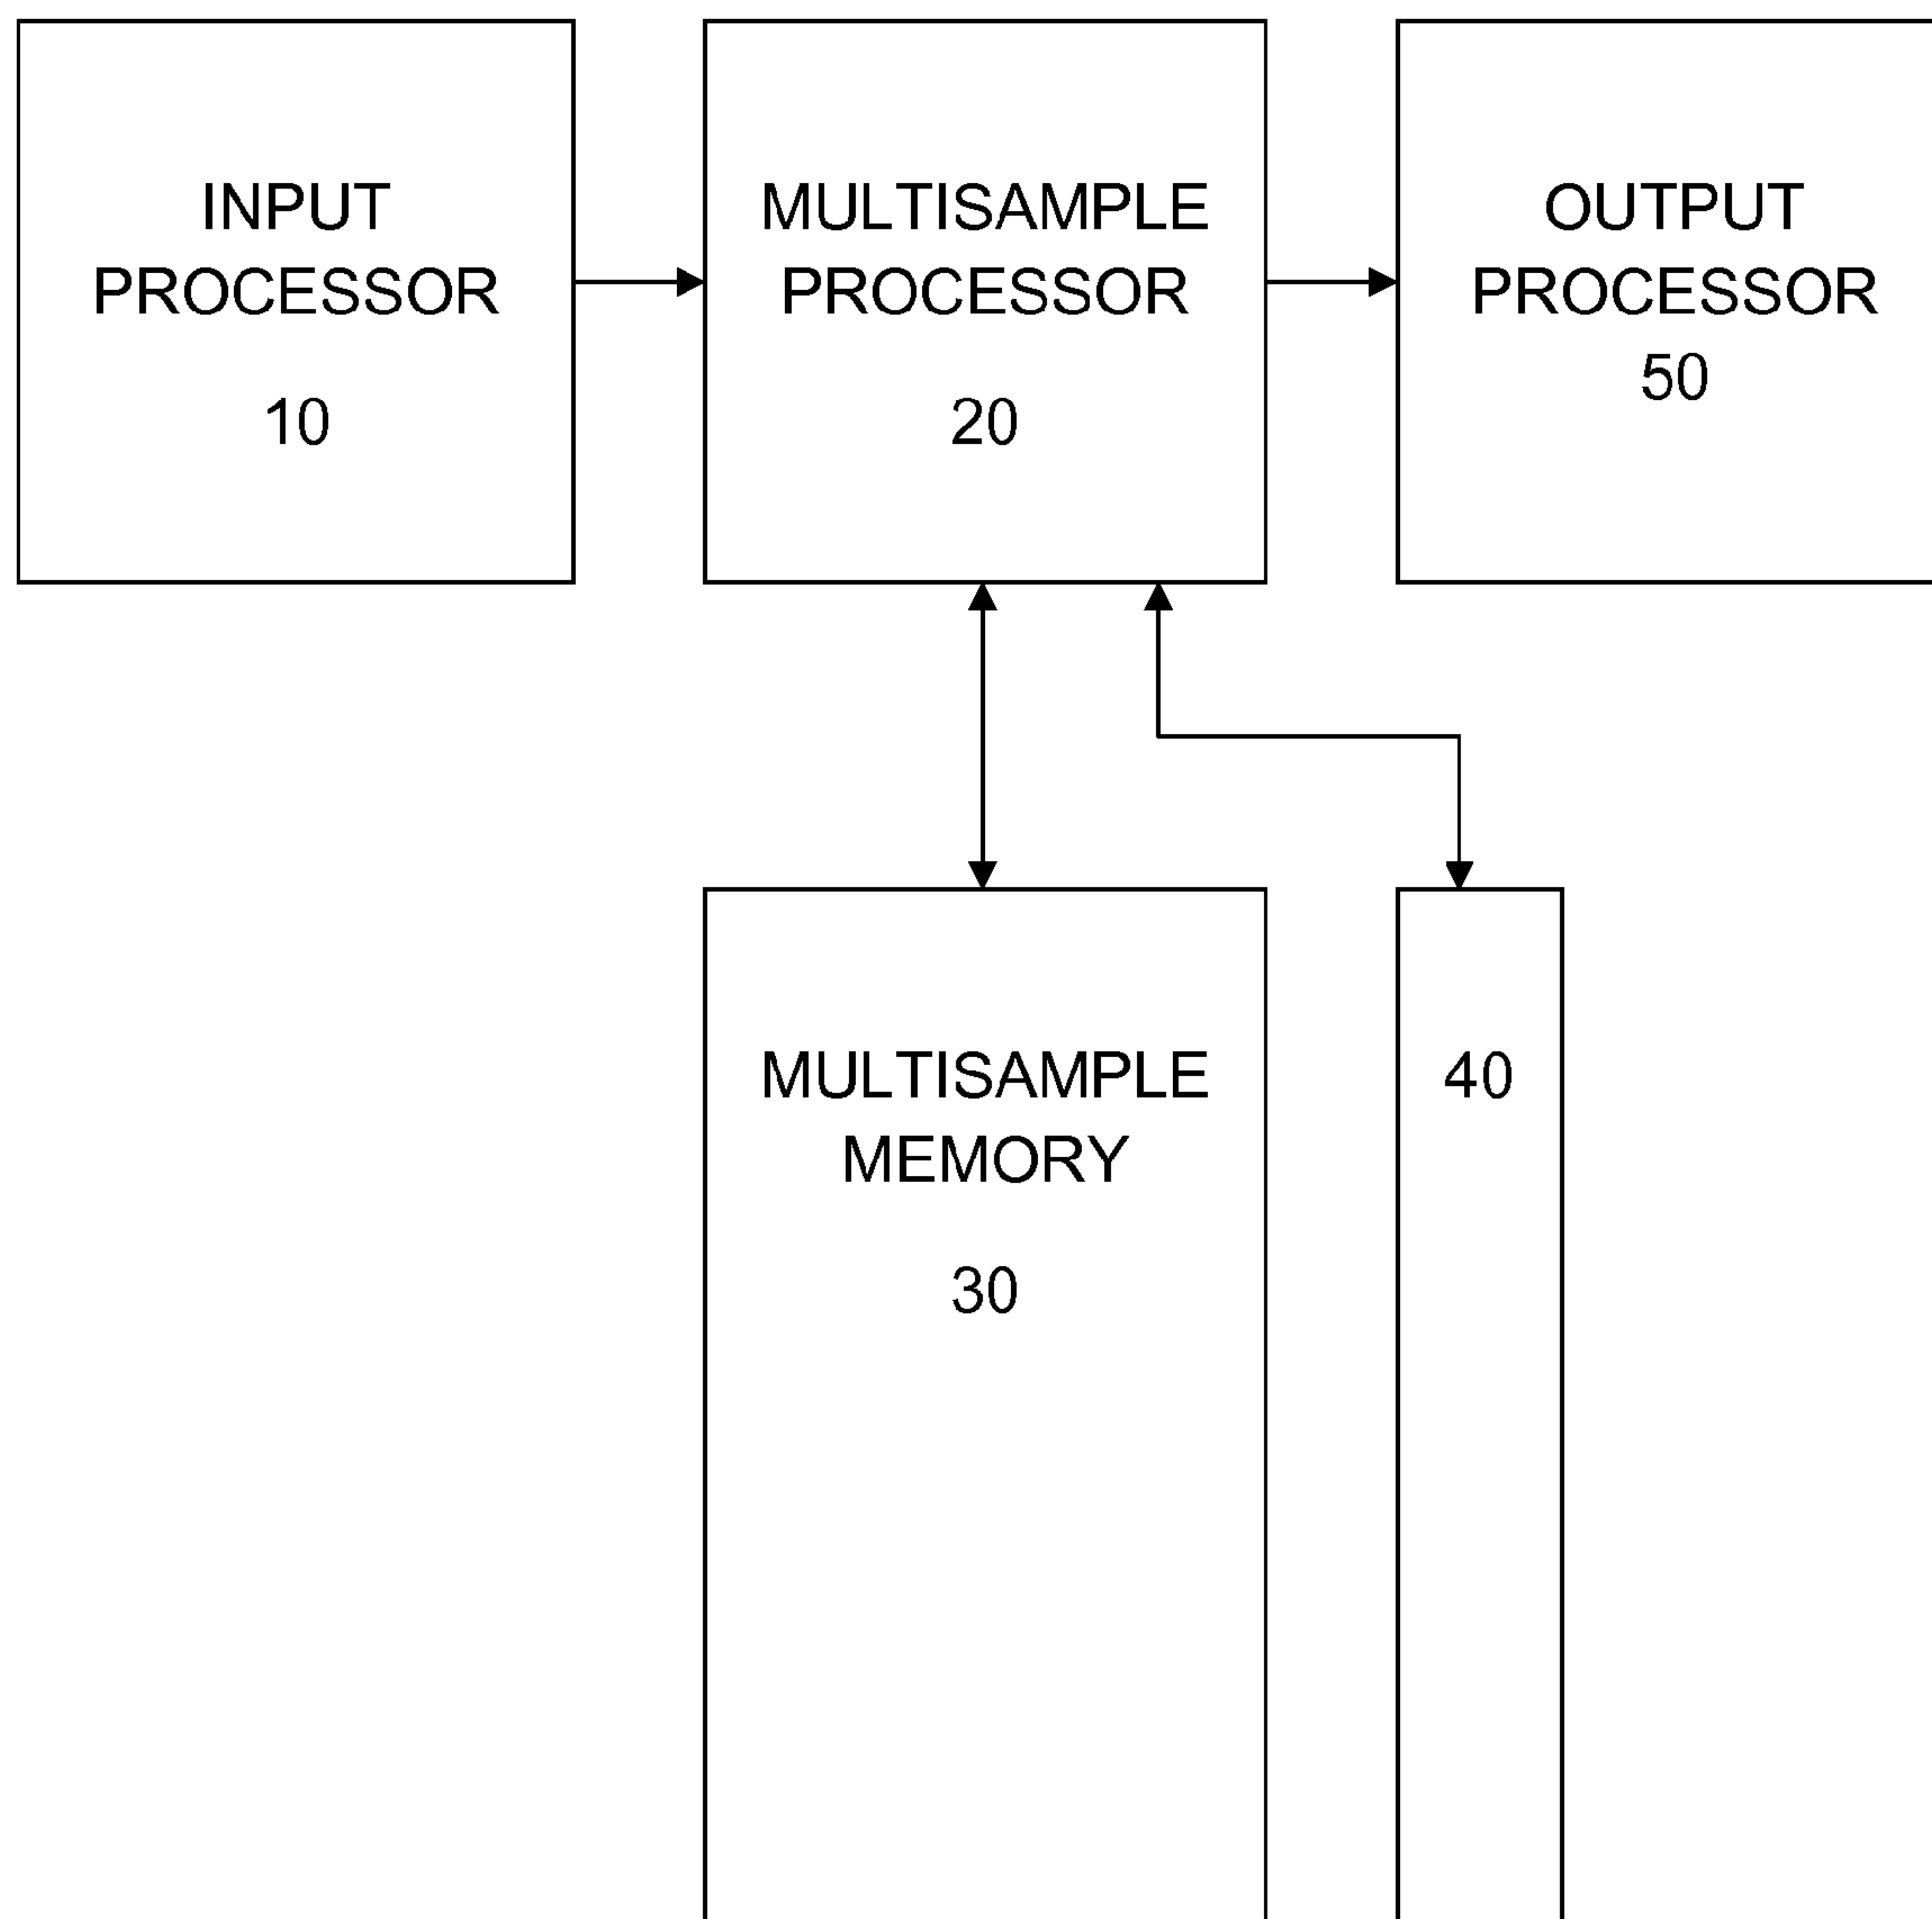 INPUT
PROCESSOR
10
MULTISAMPLE
PROCESSOR
20
OUTPUT
PROCESSOR
50
MULTISAMPLE
MEMORY
30
40